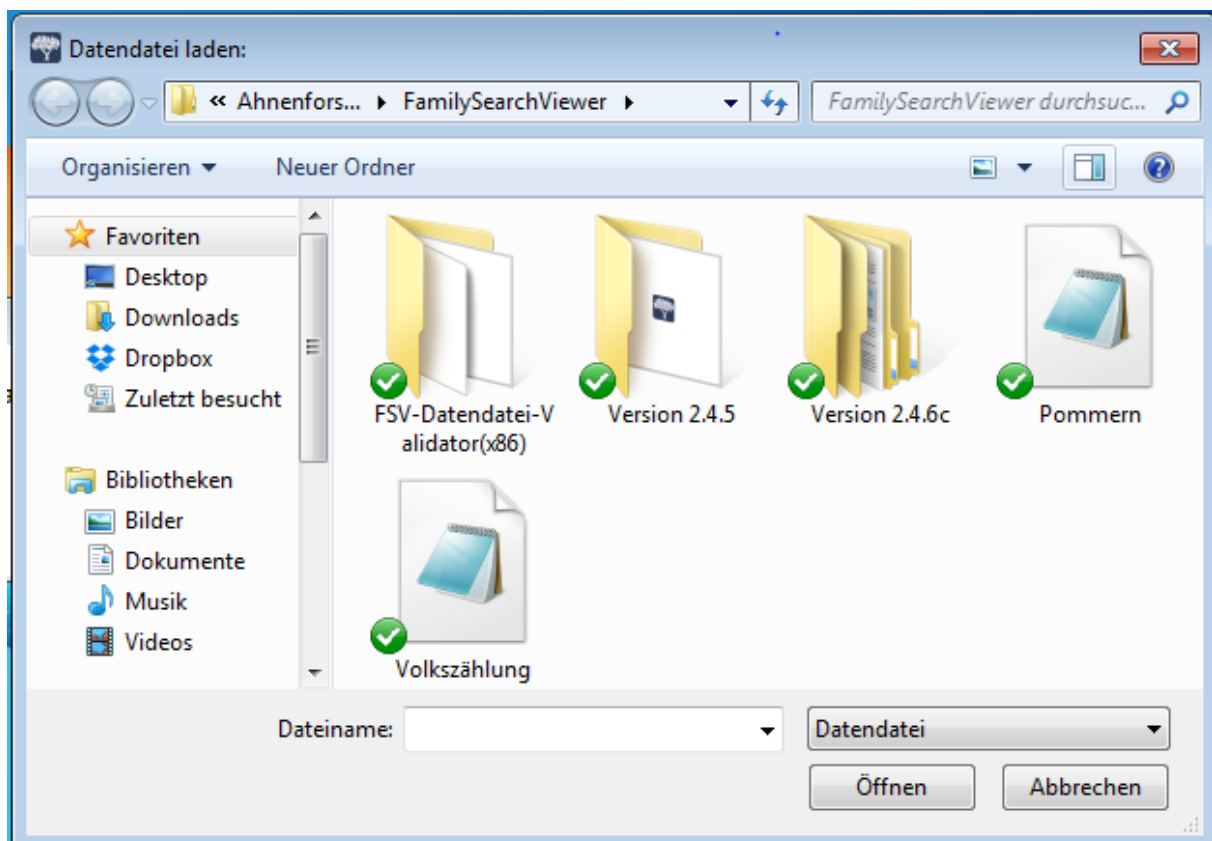 Datendatei laden:
« Ahnenfors... ▸ FamilySearchViewer ▸
FamilySearchViewer durchsuc...
Organisieren
Neuer Ordner
Favoriten
Desktop
Downloads
Dropbox
Zuletzt besucht
Bibliotheken
Bilder
Dokumente
Musik
Videos
FSV-Datendatei-V
alidator(x86)
Version 2.4.5
Version 2.4.6c
Pommern
Volkszählung
Dateiname:
Datendatei
Öffnen
Abbrechen